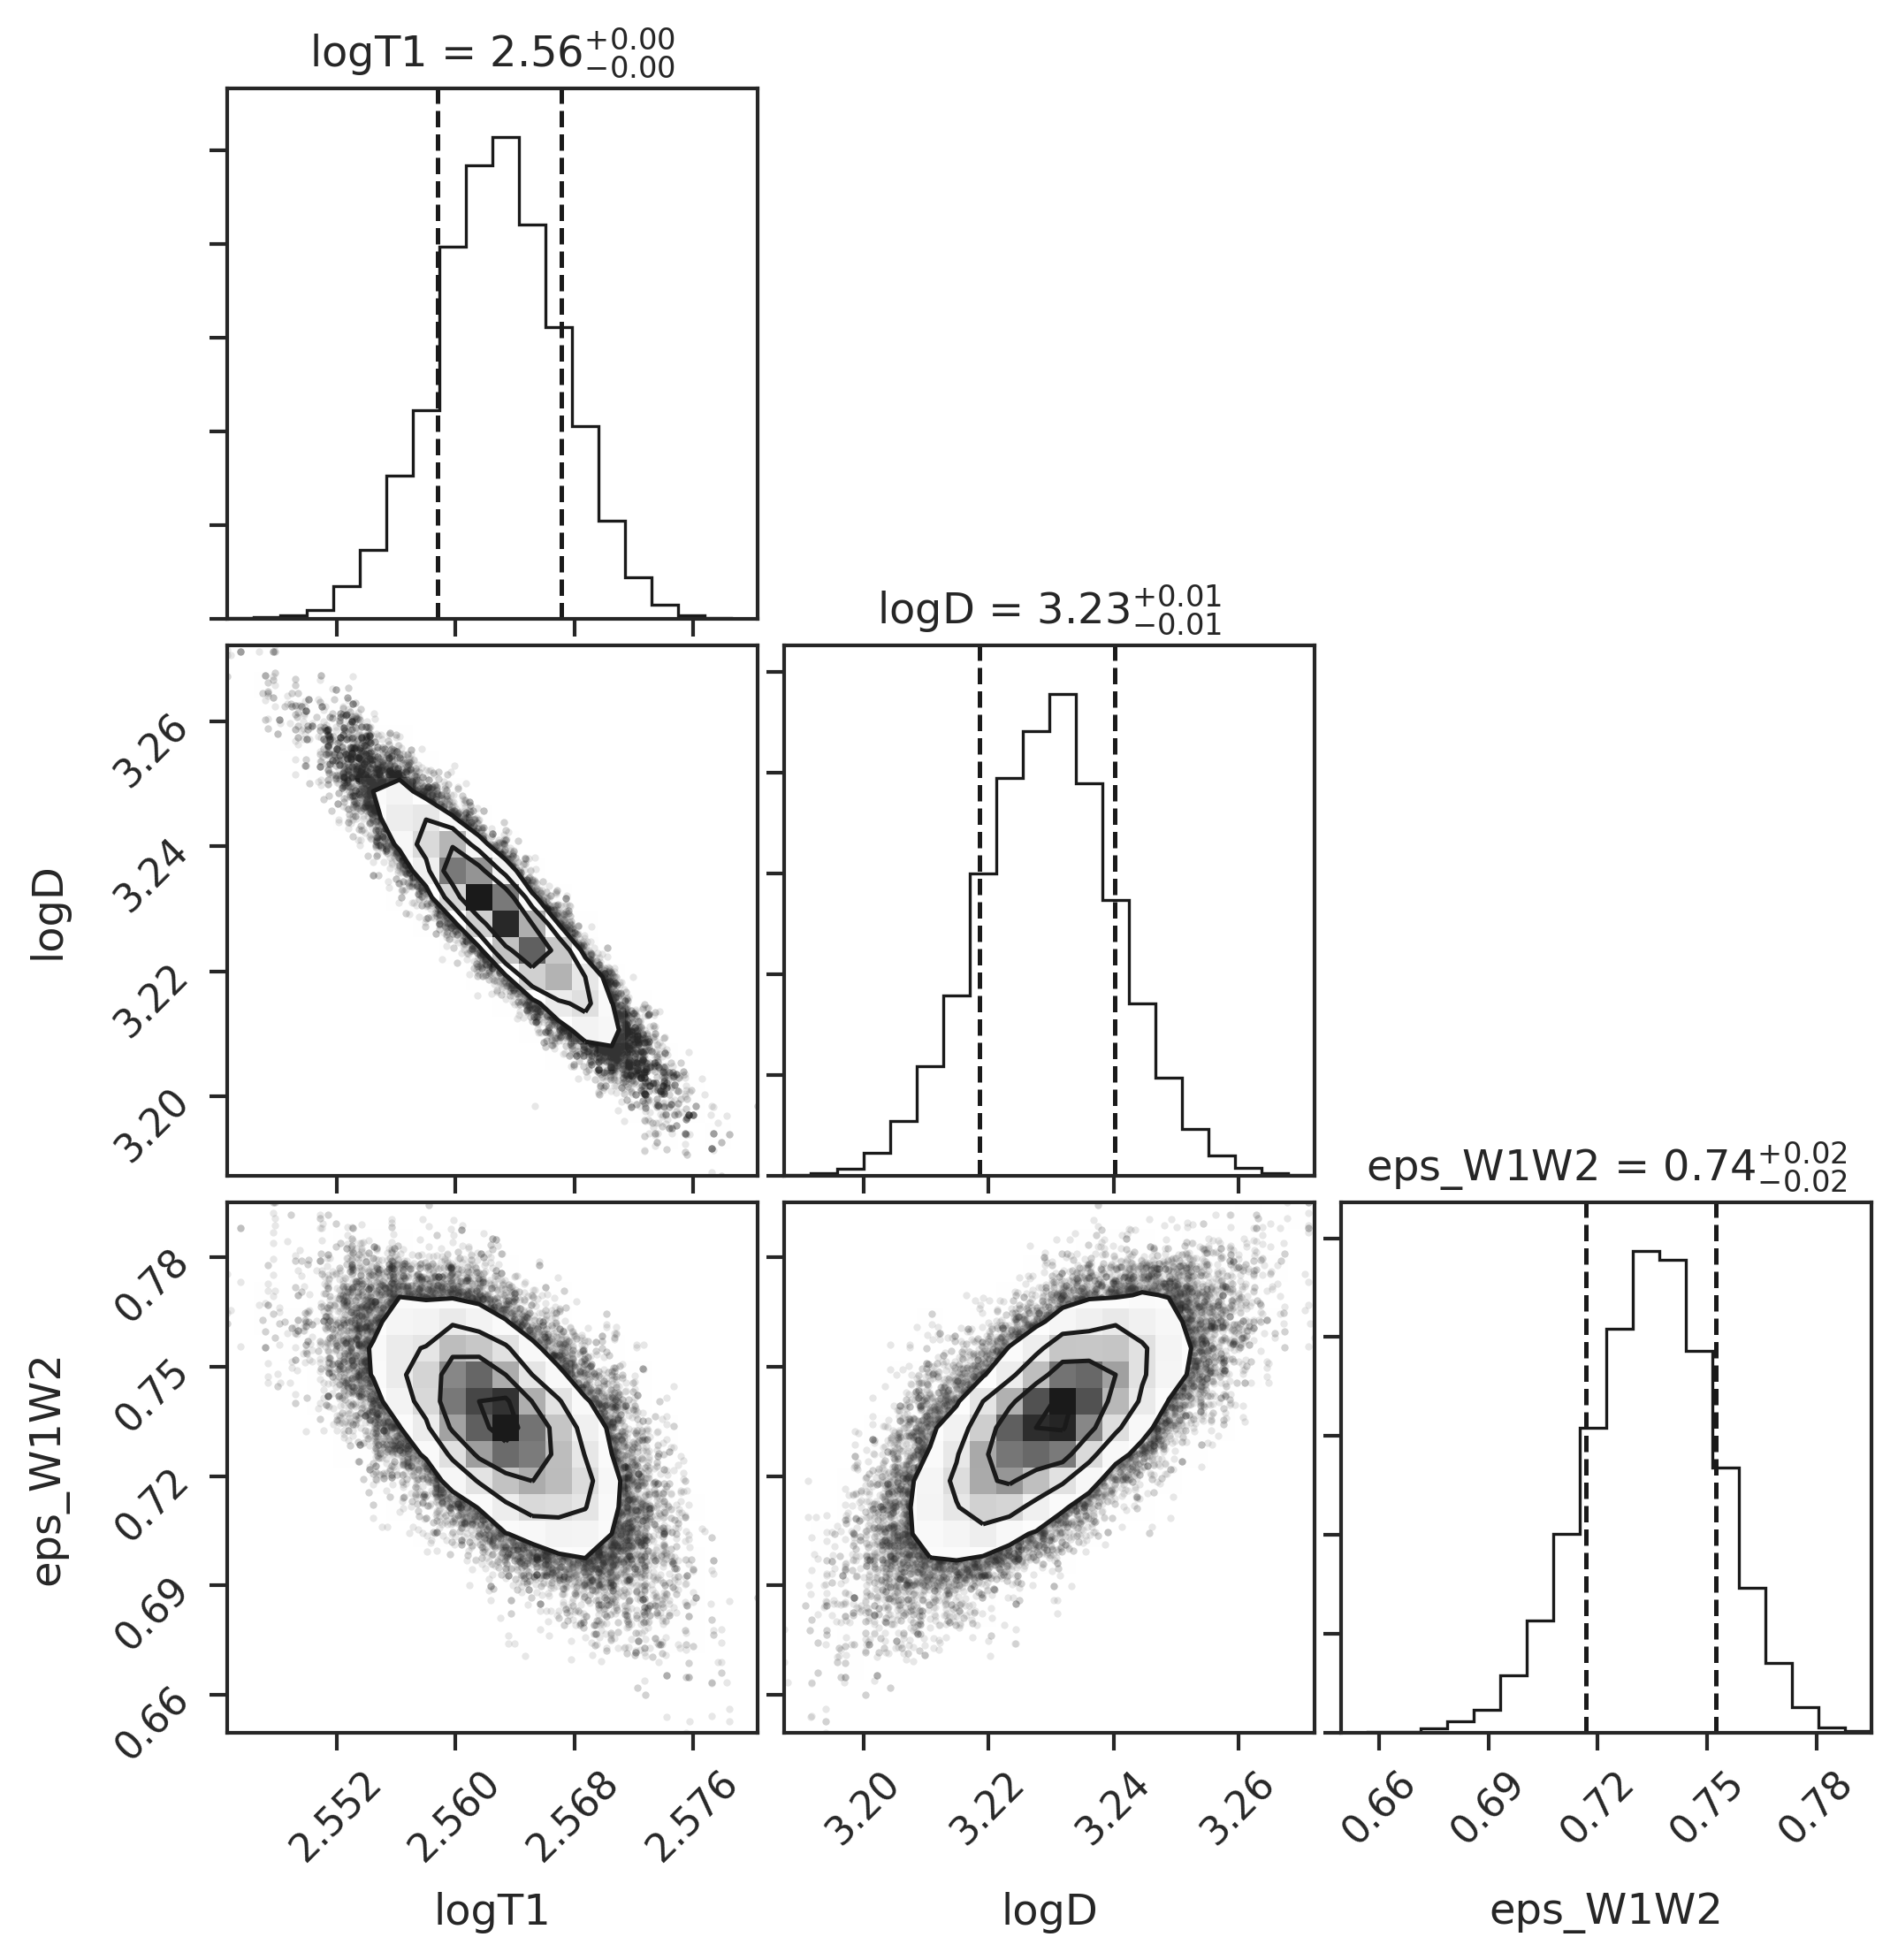 logT1 = 2.56+0.00−0.00
logD = 3.23+0.01−0.01
logD
3.26
3.24
3.22
3.20
eps_W1W2 = 0.74+0.02−0.02
eps_W1W2
0.78
0.75
0.72
0.69
0.66
2.552 2.560 2.568 2.576
3.20 3.22 3.24 3.26
0.66 0.69 0.72 0.75 0.78
logT1
logD
eps_W1W2